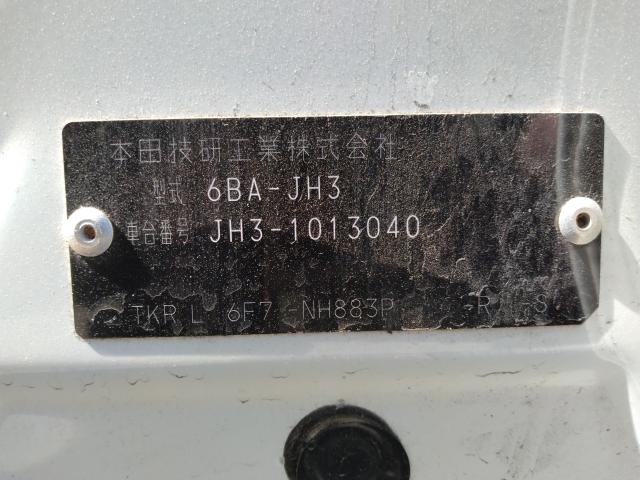 本田技研工業株式会社
型式 6BA-JH3
車台番号 JH3-1013040
TKR L 6F7 -NH883P -R -S